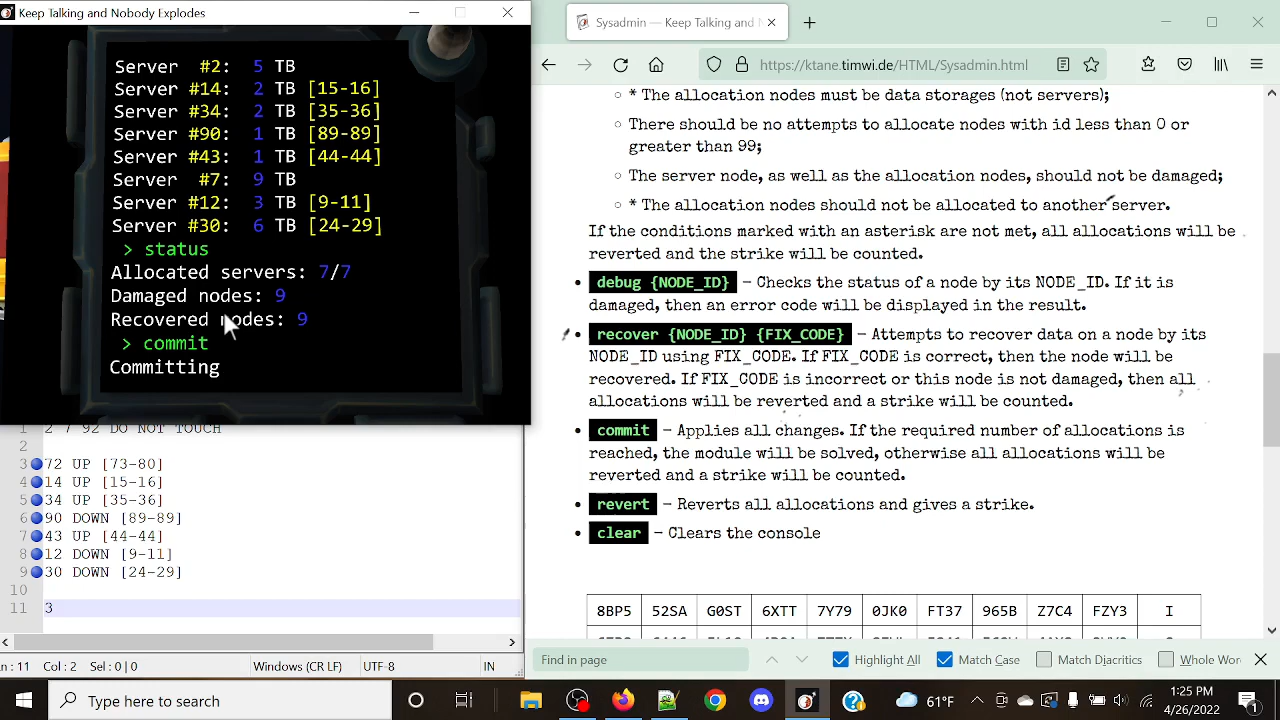 Keep Talking and Nobody Explodes
Server #2: 5 TB
Server #14: 2 TB [15-16]
Server #34: 2 TB [35-36]
Server #90: 1 TB [89-89]
Server #43: 1 TB [44-44]
Server #7: 9 TB
Server #12: 3 TB [9-11]
Server #30: 6 TB [24-29]
> status
Allocated servers: 7/7
Damaged nodes: 9
Recovered nodes: 9
> commit
Committing
1 2 7 92 DO NOT TOUCH
2
3 72 UP [73-80]
4 14 UP [15-16]
5 34 UP [35-36]
6 90 DOWN [89-89]
7 43 UP [44-44]
8 12 DOWN [9-11]
9 30 DOWN [24-29]
10
11 3
Ln: 11 Col: 2 Sel: 0 | 0 Windows (CR LF) UTF-8 IN
Sysadmin — Keep Talking and N
https://ktane.timwi.de/HTML/Sysadmin.html
* The allocation nodes must be data storages (not servers);
There should be no attempts to allocate nodes with id less than 0 or
greater than 99;
The server node, as well as the allocation nodes, should not be damaged;
* The allocation nodes should not be allocated to another server.
If the conditions marked with an asterisk are not met, all allocations will be
reverted and the strike will be counted.
debug {NODE_ID} – Checks the status of a node by its NODE_ID. If it is
damaged, then an error code will be displayed in the result.
recover {NODE_ID} {FIX_CODE} – Attempts to recover data on a node by its
NODE_ID using FIX_CODE. If FIX_CODE is correct, then the node will be
recovered. If FIX_CODE is incorrect or this node is not damaged, then all
allocations will be reverted and a strike will be counted.
commit – Applies all changes. If the required number of allocations is
reached, the module will be solved, otherwise all allocations will be
reverted and a strike will be counted.
revert – Reverts all allocations and gives a strike.
clear – Clears the console
8BP5 52SA G0ST 6XTT 7Y79 0JK0 FT37 965B Z7C4 FZY3 I
Find in page Highlight All Match Case Match Diacritics Whole Wo
Type here to search
61°F
1:25 PM
4/26/2022
1